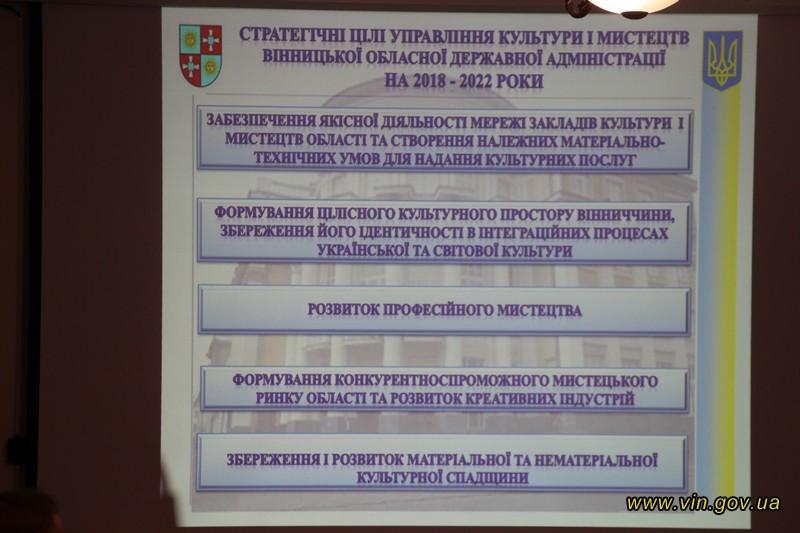 СТРАТЕГІЧНІ ЦІЛІ УПРАВЛІННЯ КУЛЬТУРИ І МИСТЕЦТВ
ВІННИЦЬКОЇ ОБЛАСНОЇ ДЕРЖАВНОЇ АДМІНІСТРАЦІЇ
НА 2018 - 2022 РОКИ
ЗАБЕЗПЕЧЕННЯ ЯКІСНОЇ ДІЯЛЬНОСТІ МЕРЕЖІ ЗАКЛАДІВ КУЛЬТУРИ І
МИСТЕЦТВ ОБЛАСТІ ТА СТВОРЕННЯ НАЛЕЖНИХ МАТЕРІАЛЬНО-
ТЕХНІЧНИХ УМОВ ДЛЯ НАДАННЯ КУЛЬТУРНИХ ПОСЛУГ
ФОРМУВАННЯ ЦІЛІСНОГО КУЛЬТУРНОГО ПРОСТОРУ ВІННИЧЧИНИ,
ЗБЕРЕЖЕННЯ ЙОГО ІДЕНТИЧНОСТІ В ІНТЕГРАЦІЙНИХ ПРОЦЕСАХ
УКРАЇНСЬКОЇ ТА СВІТОВОЇ КУЛЬТУРИ
РОЗВИТОК ПРОФЕСІЙНОГО МИСТЕЦТВА
ФОРМУВАННЯ КОНКУРЕНТНОСПРОМОЖНОГО МИСТЕЦЬКОГО
РИНКУ ОБЛАСТІ ТА РОЗВИТОК КРЕАТИВНИХ ІНДУСТРІЙ
ЗБЕРЕЖЕННЯ І РОЗВИТОК МАТЕРІАЛЬНОЇ ТА НЕМАТЕРІАЛЬНОЇ
КУЛЬТУРНОЇ СПАДЩИНИ
www.vin.gov.ua